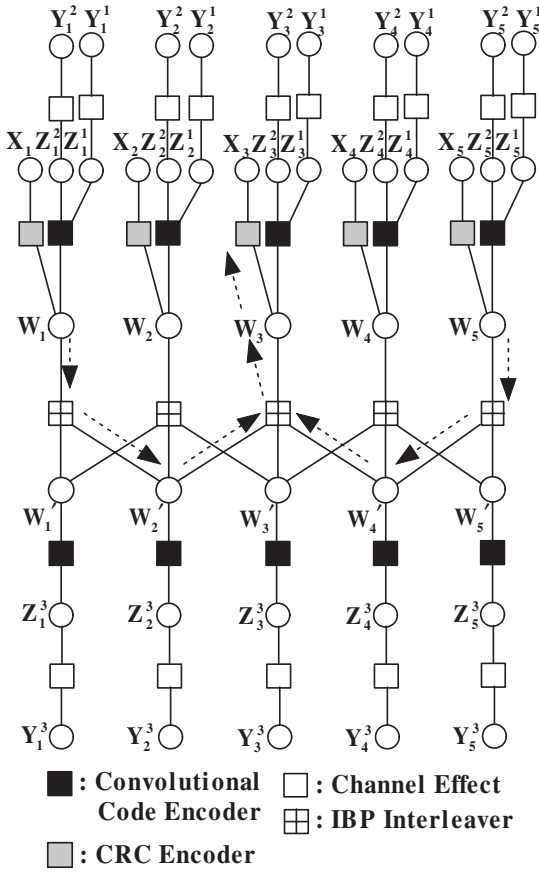 Y₁² Y₁¹ Y₂² Y₂¹ Y₃² Y₃¹ Y₄² Y₄¹ Y₅² Y₅¹
X₁ Z₁² Z₁¹ X₂ Z₂² Z₂¹ X₃ Z₃² Z₃¹ X₄ Z₄² Z₄¹ X₅ Z₅² Z₅¹
W₁ W₂ W₃ W₄ W₅
W₁′ W₂′ W₃′ W₄′ W₅′
Z₁³ Z₂³ Z₃³ Z₄³ Z₅³
Y₁³ Y₂³ Y₃³ Y₄³ Y₅³
: Convolutional
Code Encoder
: Channel Effect
: IBP Interleaver
: CRC Encoder